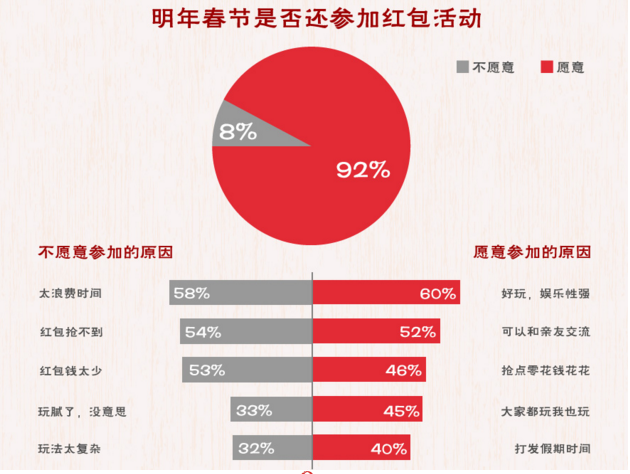 明年春节是否还参加红包活动
不愿意 愿意
8%
92%
不愿意参加的原因 愿意参加的原因
太浪费时间 58% 60% 好玩，娱乐性强
红包抢不到 54% 52% 可以和亲友交流
红包钱太少 53% 46% 抢点零花钱花花
玩腻了，没意思 33% 45% 大家都玩我也玩
玩法太复杂 32% 40% 打发假期时间